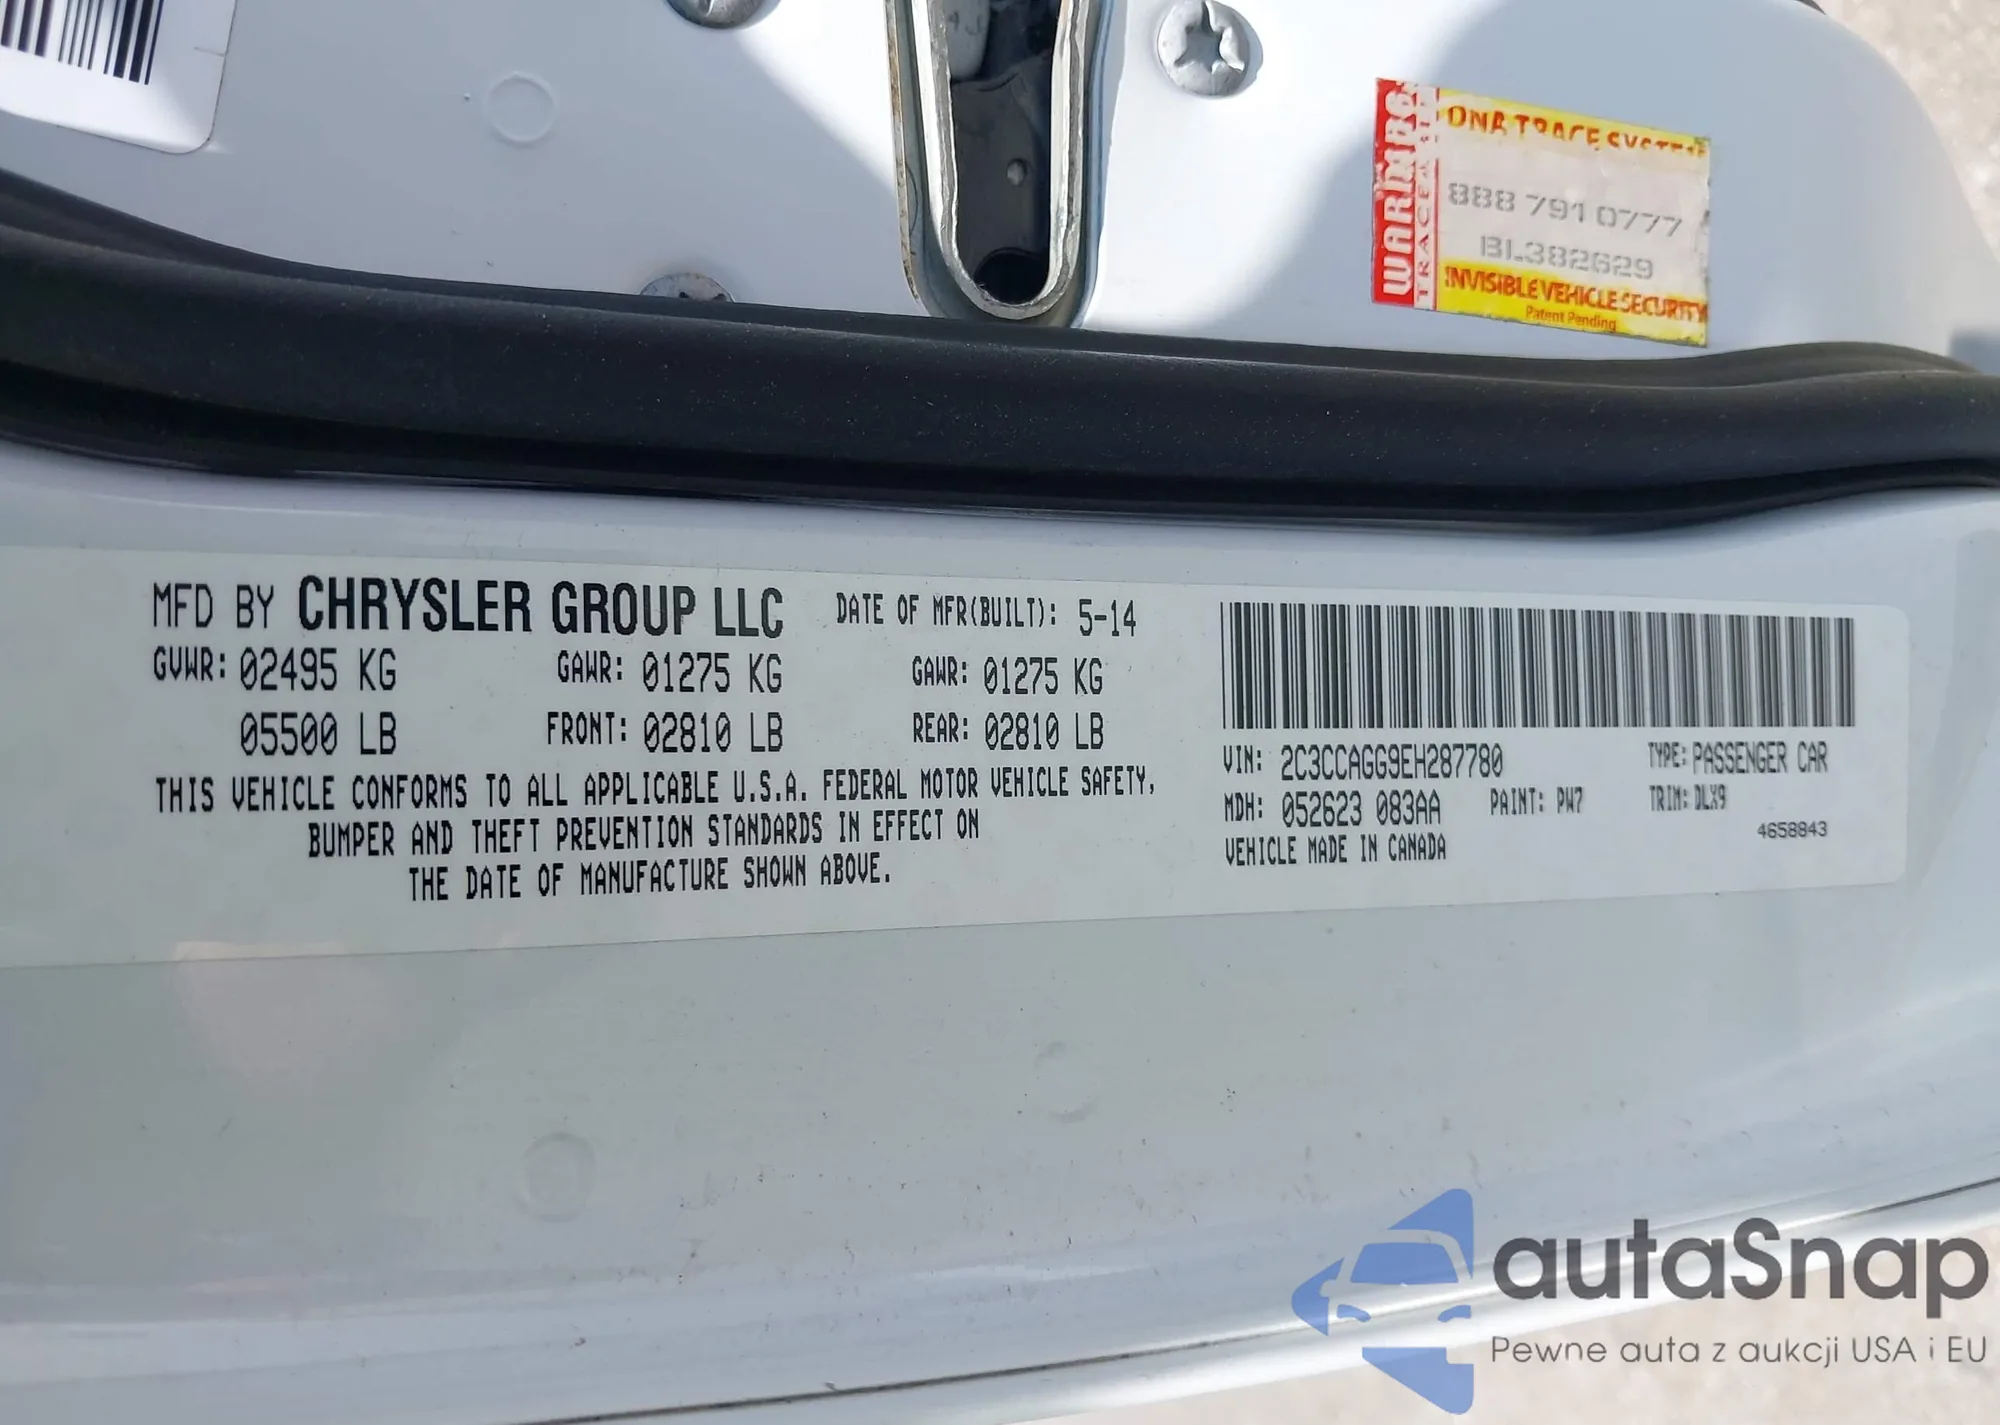 DNA TRACE SYSTEM
WARNING!
888 791 0777
BL382629
INVISIBLE VEHICLE SECURITY
Patent Pending
MFD BY CHRYSLER GROUP LLC DATE OF MFR(BUILT): 5-14
GVWR: 02495 KG GAWR: 01275 KG GAWR: 01275 KG
05500 LB FRONT: 02810 LB REAR: 02810 LB
THIS VEHICLE CONFORMS TO ALL APPLICABLE U.S.A. FEDERAL MOTOR VEHICLE SAFETY,
BUMPER AND THEFT PREVENTION STANDARDS IN EFFECT ON
THE DATE OF MANUFACTURE SHOWN ABOVE.
VIN: 2C3CCAGG9EH287780 TYPE: PASSENGER CAR
MDH: 052623 083AA PAINT: PW7 TRIM: DLX9
VEHICLE MADE IN CANADA 4658843
autaSnap
Pewne auta z aukcji USA i EU